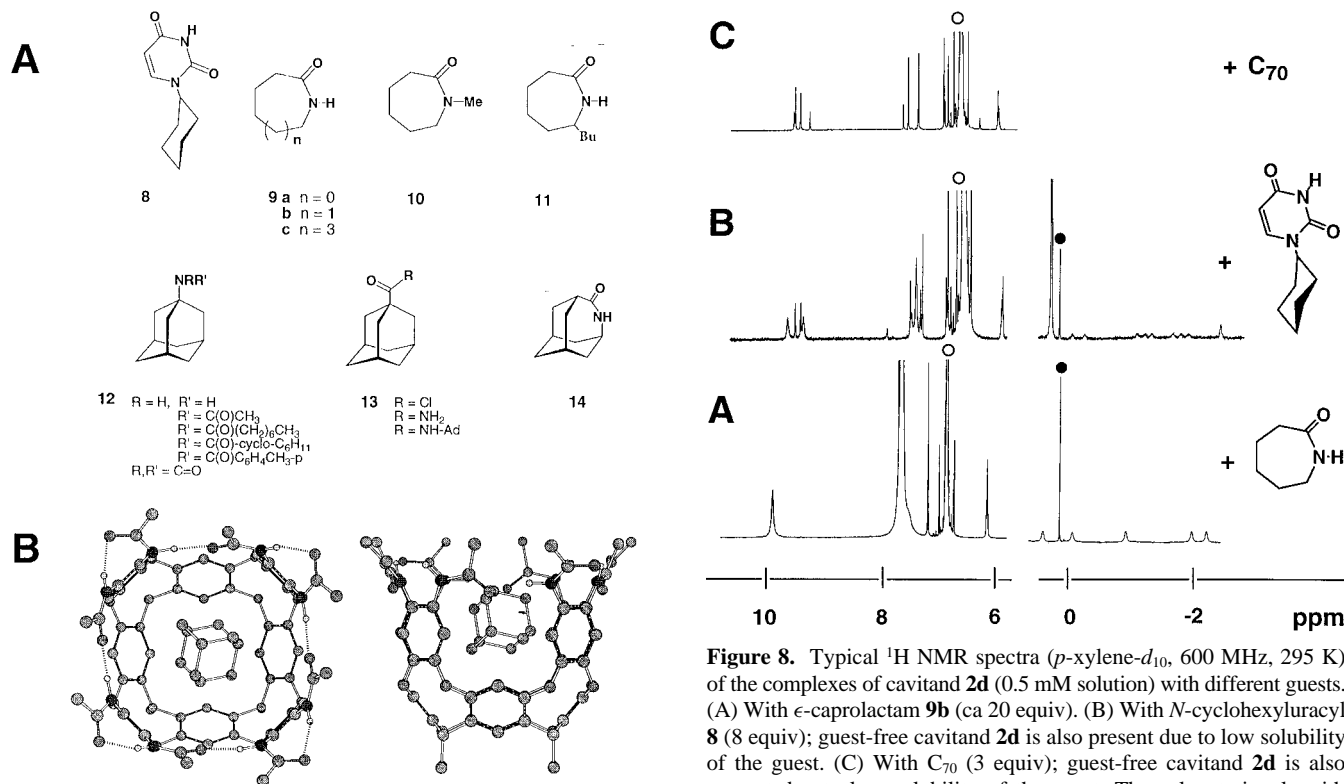 A
O
N
H
O
N
8
O
N-H
( )n
9 a n=0
b n=1
c n=3
O
N—Me
10
O
N-H
Bu
11
NRR'
12 R=H, R'=H
R'=C(O)CH3
R'=C(O)(CH2)6CH3
R'=C(O)-cyclo-C6H11
R'=C(O)C6H4CH3-p
R,R'=C=O
O R
13 R=Cl
R=NH2
R=NH-Ad
O
NH
14
B
C
+ C70
B
+
O
N
H
O
N
A
+
O
N-H
10 8 6 0 -2 ppm
Figure 8. Typical 1H NMR spectra (p-xylene-d10, 600 MHz, 295 K)
of the complexes of cavitand 2d (0.5 mM solution) with different guests.
(A) With ϵ-caprolactam 9b (ca 20 equiv). (B) With N-cyclohexyluracyl
8 (8 equiv); guest-free cavitand 2d is also present due to low solubility
of the guest. (C) With C70 (3 equiv); guest-free cavitand 2d is also